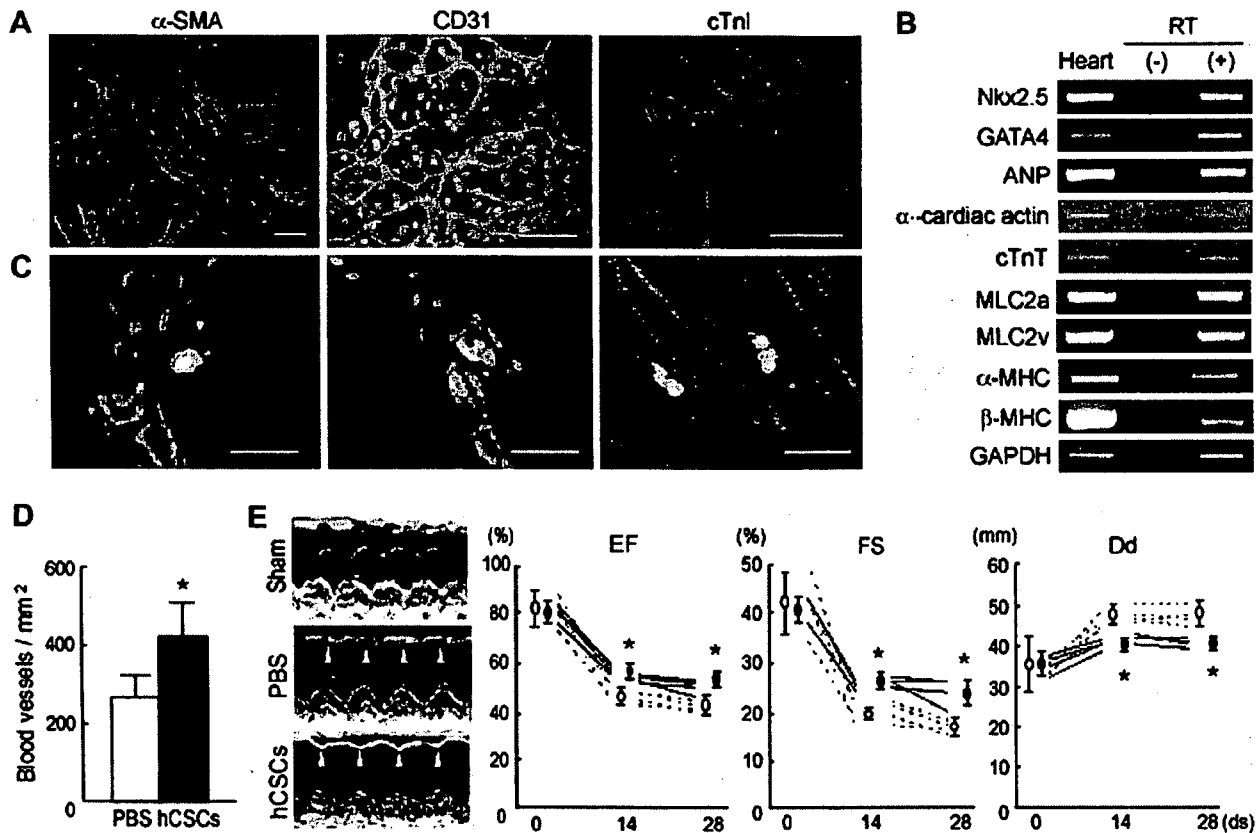 A
α-SMA
CD31
cTnI
B
RT
Heart
(-)
(+)
Nkx2.5
GATA4
ANP
α-cardiac actin
cTnT
MLC2a
MLC2v
α-MHC
β-MHC
GAPDH
C
D
Blood vessels / mm²
600
400
200
0
*
PBS
hCSCs
E
Sham
PBS
hCSCs
(%)
EF
100
80
60
40
20
0
*
*
0
14
28
(%)
FS
50
40
30
20
10
0
*
*
0
14
28
(mm)
Dd
60
50
40
30
20
10
0
*
*
0
14
28 (ds)